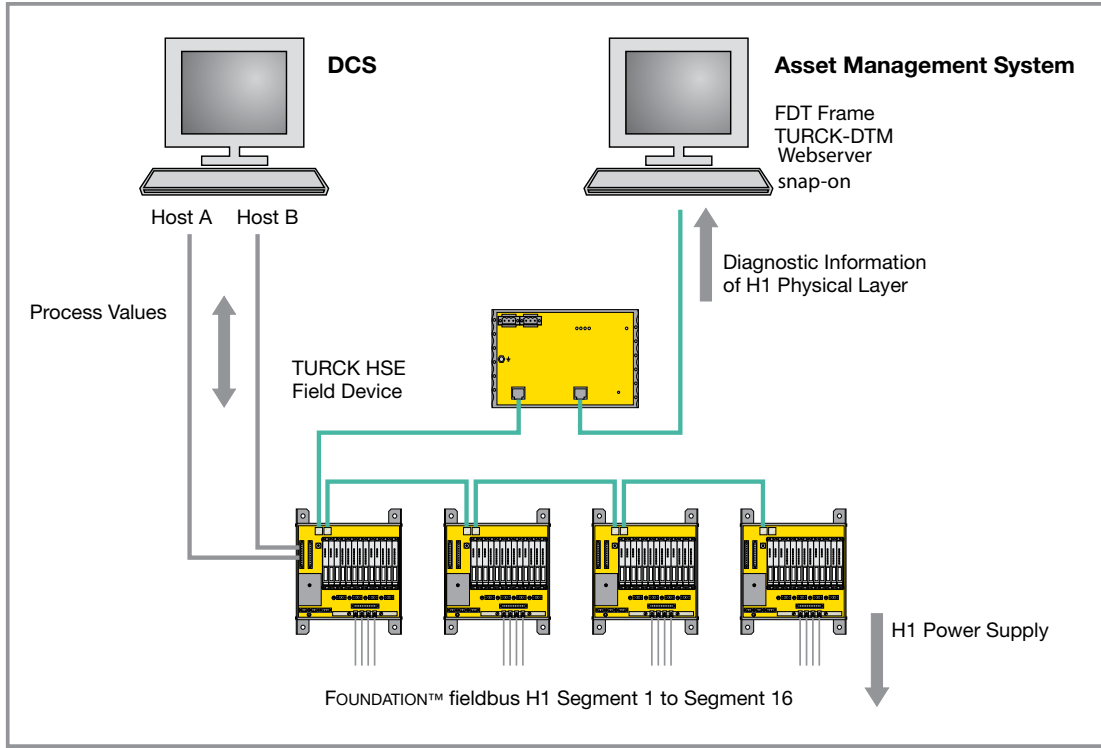 DCS
Asset Management System
FDT Frame
TURCK-DTM
Webserver
snap-on
Host A
Host B
Diagnostic Information
of H1 Physical Layer
Process Values
TURCK HSE
Field Device
H1 Power Supply
FOUNDATION™ fieldbus H1 Segment 1 to Segment 16